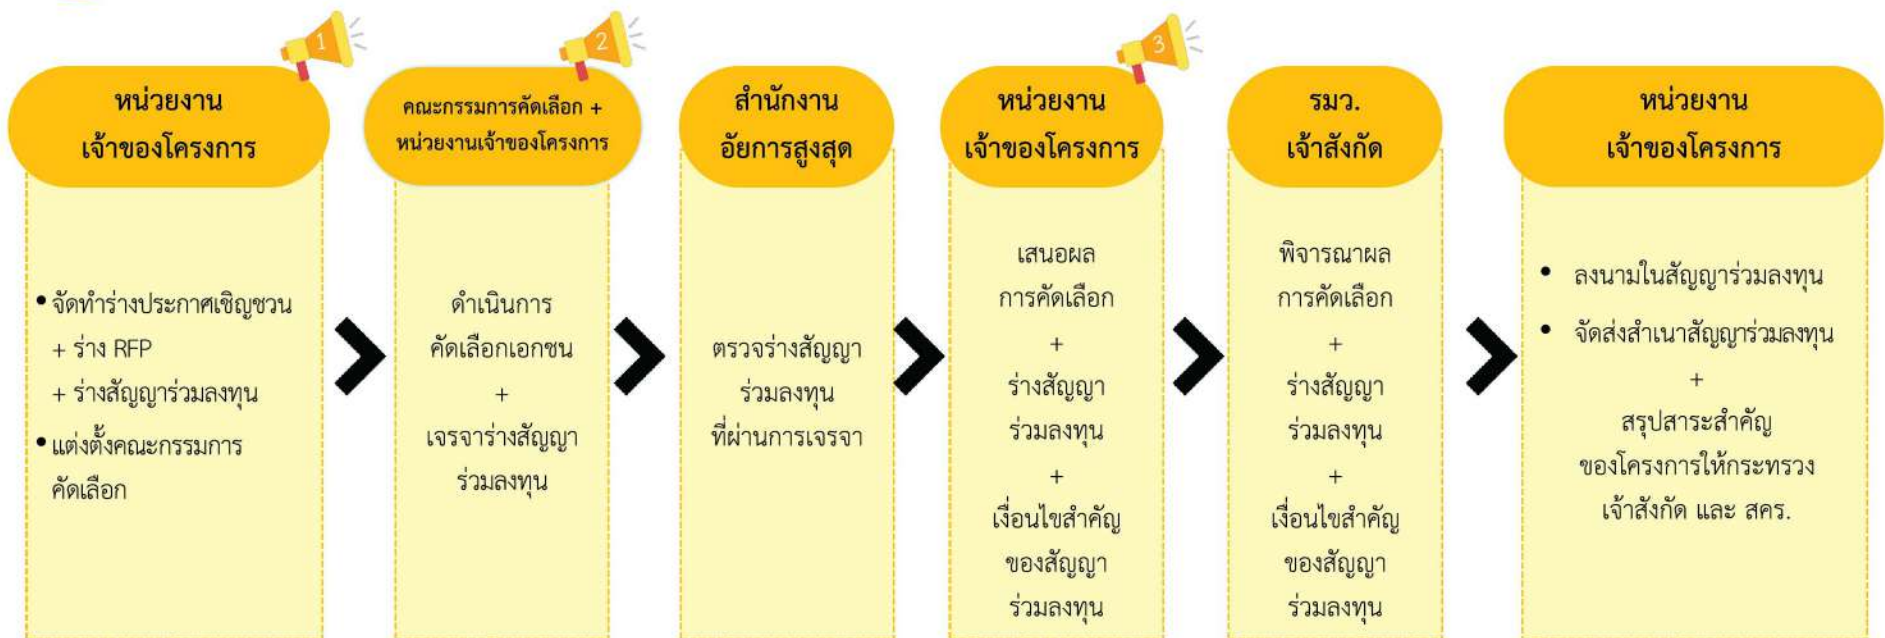 1
หน่วยงาน
เจ้าของโครงการ
• จัดทำร่างประกาศเชิญชวน
+ ร่าง RFP
+ ร่างสัญญาร่วมลงทุน
• แต่งตั้งคณะกรรมการ
คัดเลือก
2
คณะกรรมการคัดเลือก +
หน่วยงานเจ้าของโครงการ
ดำเนินการ
คัดเลือกเอกชน
+
เจรจาร่างสัญญา
ร่วมลงทุน
สำนักงาน
อัยการสูงสุด
ตรวจร่างสัญญา
ร่วมลงทุน
ที่ผ่านการเจรจา
3
หน่วยงาน
เจ้าของโครงการ
เสนอผล
การคัดเลือก
+
ร่างสัญญา
ร่วมลงทุน
+
เงื่อนไขสำคัญ
ของสัญญา
ร่วมลงทุน
รมว.
เจ้าสังกัด
พิจารณาผล
การคัดเลือก
+
ร่างสัญญา
ร่วมลงทุน
+
เงื่อนไขสำคัญ
ของสัญญา
ร่วมลงทุน
หน่วยงาน
เจ้าของโครงการ
• ลงนามในสัญญาร่วมลงทุน
• จัดส่งสำเนาสัญญาร่วมลงทุน
+
สรุปสาระสำคัญ
ของโครงการให้กระทรวง
เจ้าสังกัด และ สคร.